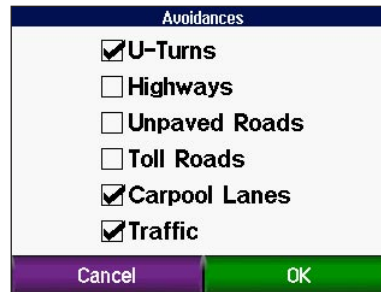 Avoidances
U-Turns
Highways
Unpaved Roads
Toll Roads
Carpool Lanes
Traffic
Cancel OK